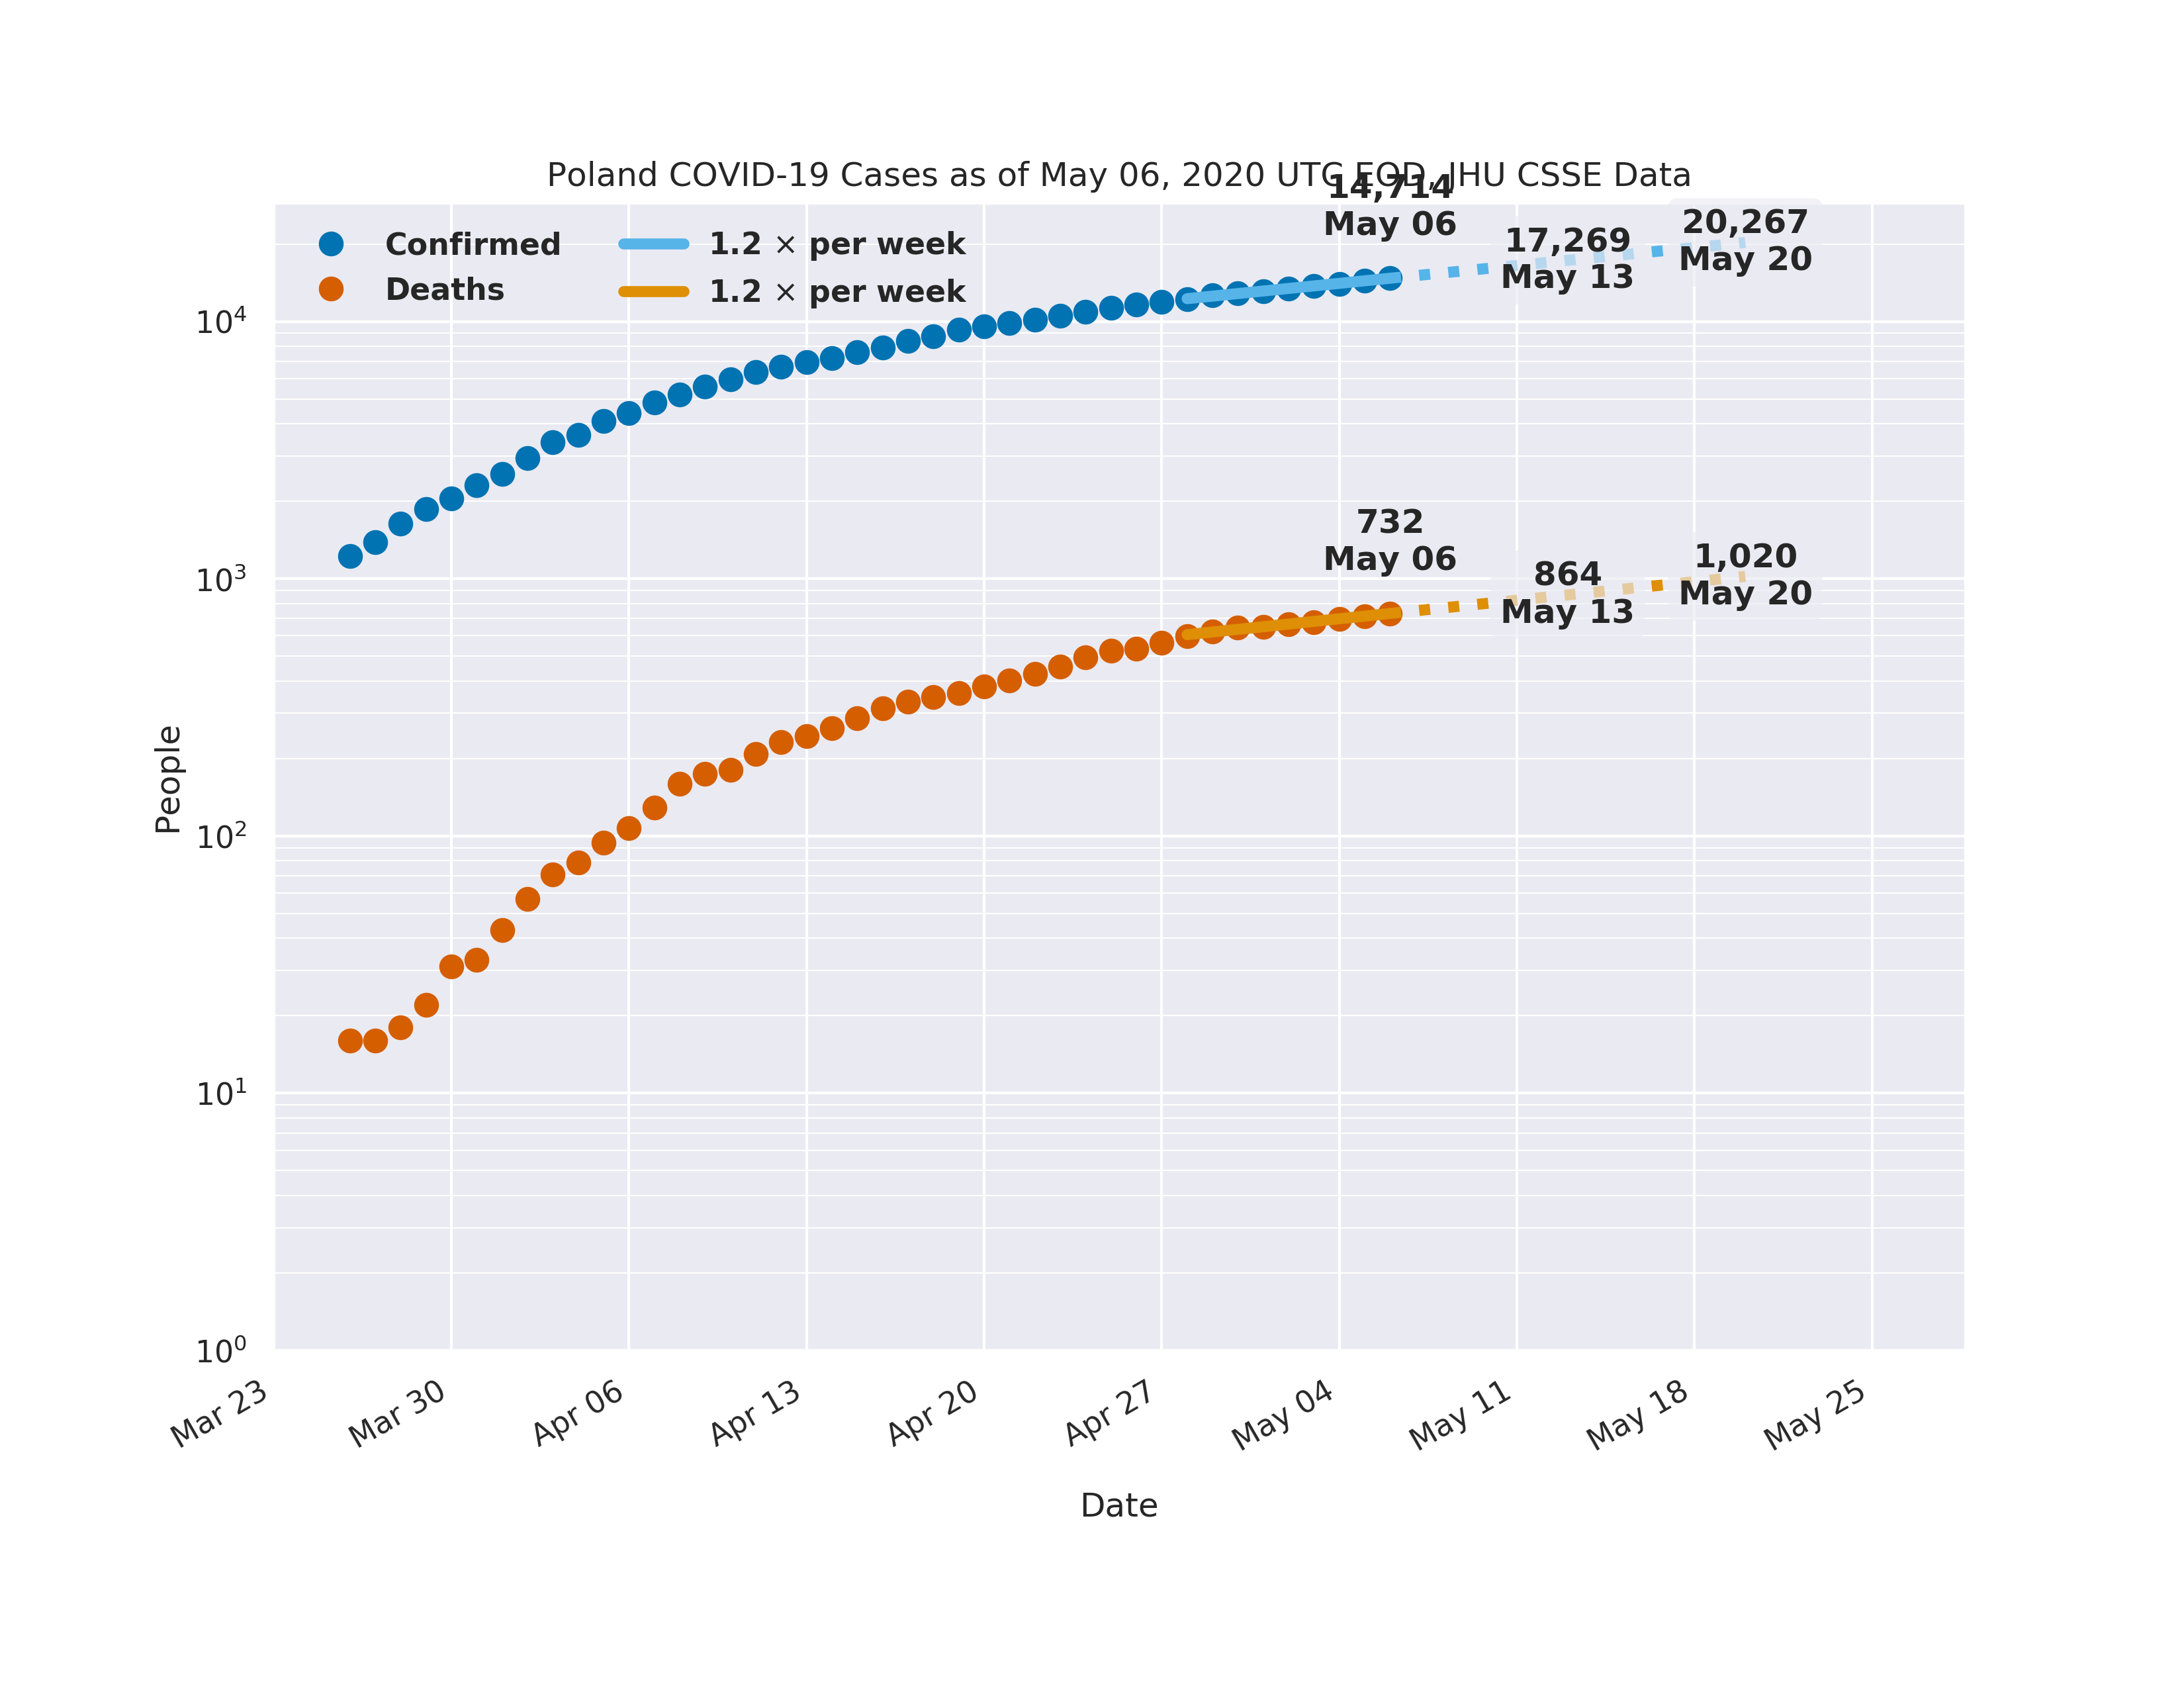 Poland COVID-19 Cases as of May 06, 2020 UTC EOD, JHU CSSE Data
14,714
May 06
17,269
May 13
20,267
May 20
Confirmed
Deaths
1.2 × per week
1.2 × per week
732
May 06
864
May 13
1,020
May 20
People
10⁴
10³
10²
10¹
10⁰
Mar 23
Mar 30
Apr 06
Apr 13
Apr 20
Apr 27
May 04
May 11
May 18
May 25
Date